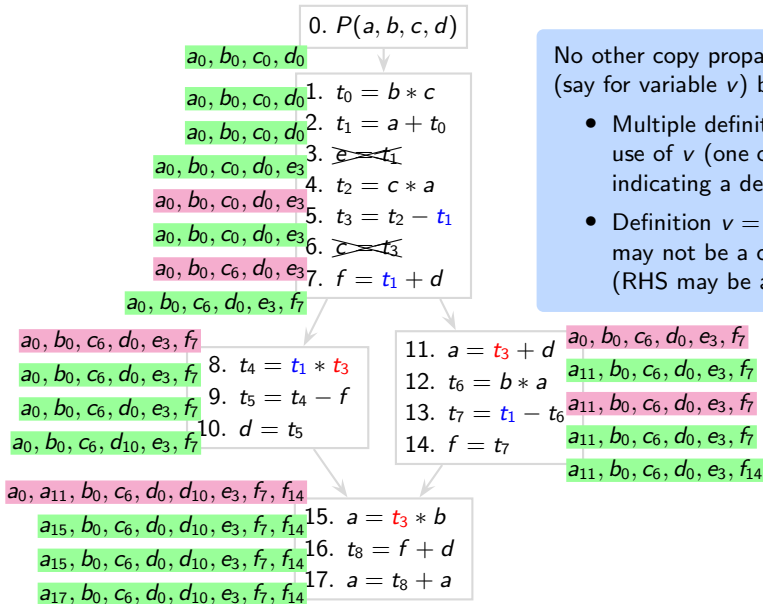 0. P(a, b, c, d)
a₀, b₀, c₀, d₀
a₀, b₀, c₀, d₀ 1. t₀ = b ∗ c
a₀, b₀, c₀, d₀ 2. t₁ = a + t₀
a₀, b₀, c₀, d₀, e₃ 3. e = t₁
a₀, b₀, c₀, d₀, e₃ 4. t₂ = c ∗ a
a₀, b₀, c₀, d₀, e₃ 5. t₃ = t₂ − t₁
a₀, b₀, c₆, d₀, e₃ 6. c = t₃
a₀, b₀, c₆, d₀, e₃, f₇ 7. f = t₁ + d
No other copy propa
(say for variable v) b
• Multiple definit
use of v (one o
indicating a de
• Definition v =
may not be a c
(RHS may be a
a₀, b₀, c₆, d₀, e₃, f₇
a₀, b₀, c₆, d₀, e₃, f₇ 8. t₄ = t₁ ∗ t₃
a₀, b₀, c₆, d₀, e₃, f₇ 9. t₅ = t₄ − f
a₀, b₀, c₆, d₁₀, e₃, f₇ 10. d = t₅
a₀, b₀, c₆, d₀, e₃, f₇
11. a = t₃ + d a₁₁, b₀, c₆, d₀, e₃, f₇
12. t₆ = b ∗ a a₁₁, b₀, c₆, d₀, e₃, f₇
13. t₇ = t₁ − t₆ a₁₁, b₀, c₆, d₀, e₃, f₇
14. f = t₇ a₁₁, b₀, c₆, d₀, e₃, f₁₄
a₀, a₁₁, b₀, c₆, d₀, d₁₀, e₃, f₇, f₁₄
a₁₅, b₀, c₆, d₀, d₁₀, e₃, f₇, f₁₄ 15. a = t₃ ∗ b
a₁₅, b₀, c₆, d₀, d₁₀, e₃, f₇, f₁₄ 16. t₈ = f + d
a₁₇, b₀, c₆, d₀, d₁₀, e₃, f₇, f₁₄ 17. a = t₈ + a